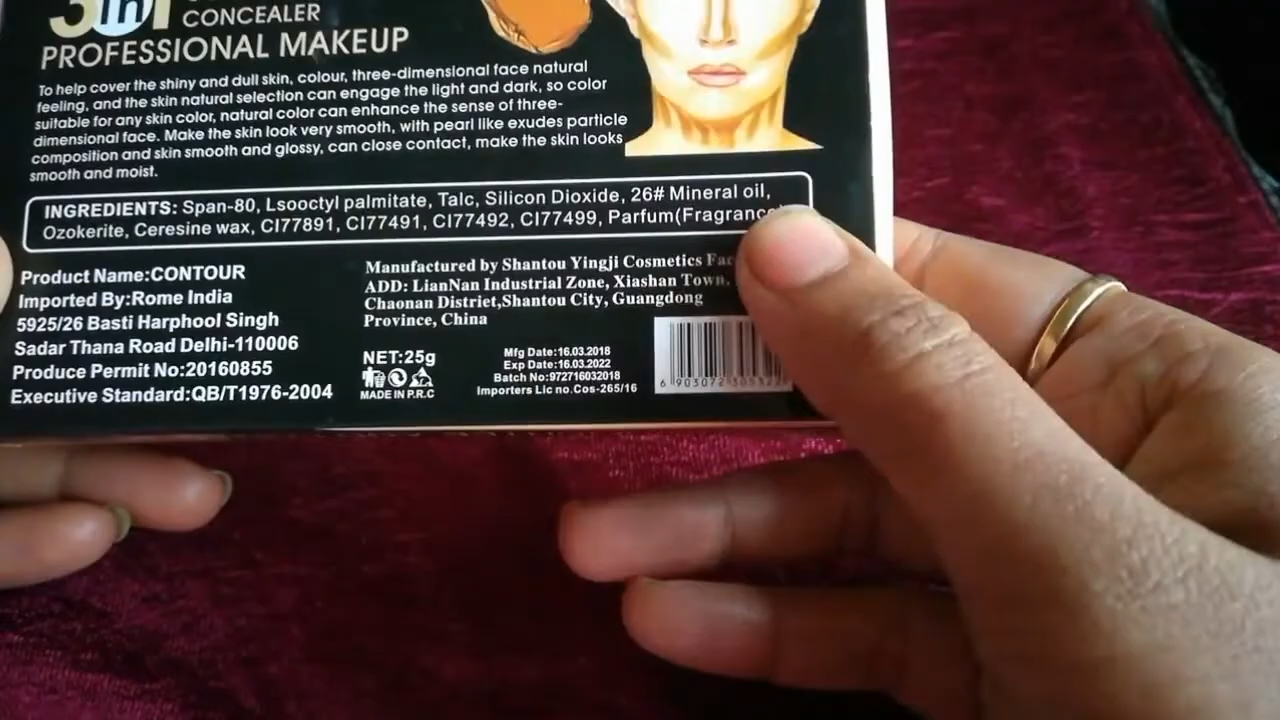 3in1
CONCEALER
PROFESSIONAL MAKEUP
To help cover the shiny and dull skin, colour, three-dimensional face natural
feeling, and the skin natural selection can engage the light and dark, so color
suitable for any skin color, natural color can enhance the sense of three-
dimensional face. Make the skin look very smooth, with pearl like exudes particle
composition and skin smooth and glossy, can close contact, make the skin looks
smooth and moist.
INGREDIENTS: Span-80, Lsooctyl palmitate, Talc, Silicon Dioxide, 26# Mineral oil,
Ozokerite, Ceresine wax, CI77891, CI77491, CI77492, CI77499, Parfum(Fragrance
Product Name:CONTOUR
Imported By:Rome India
5925/26 Basti Harphool Singh
Sadar Thana Road Delhi-110006
Produce Permit No:20160855
Executive Standard:QB/T1976-2004
Manufactured by Shantou Yingji Cosmetics
ADD: LianNan Industrial Zone, Xiashan Town,
Chaonan Distriet,Shantou City, Guangdong
Province, China
NET:25g
MADE IN P.R.C
Mfg Date:16.03.2018
Exp Date:16.03.2022
Batch No:972716032018
Importers Lic no.Cos-265/16